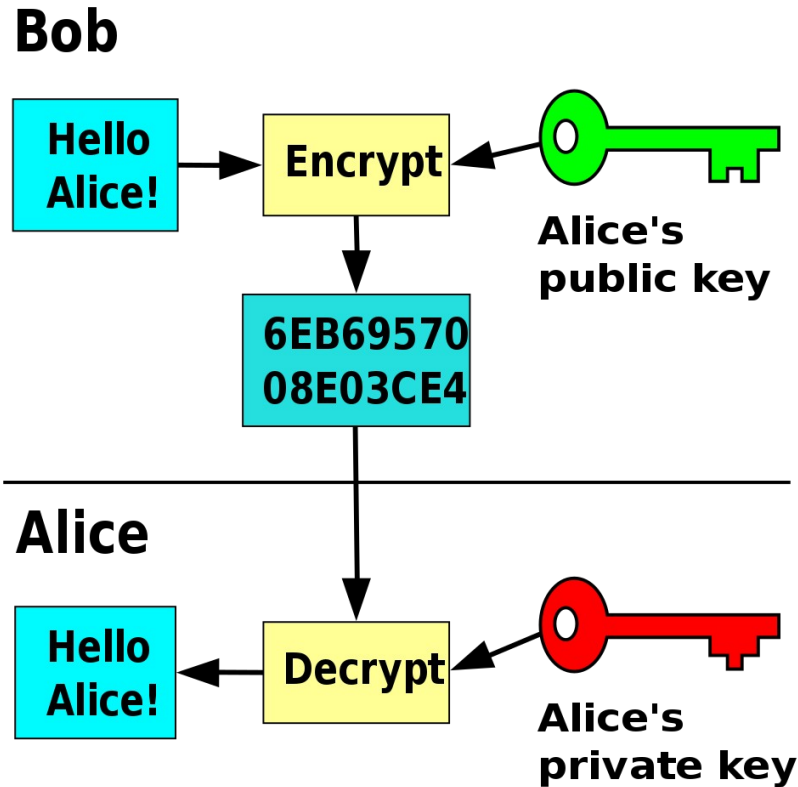 Bob
Hello
Alice!
Encrypt
Alice's
public key
6EB69570
08E03CE4
Alice
Hello
Alice!
Decrypt
Alice's
private key